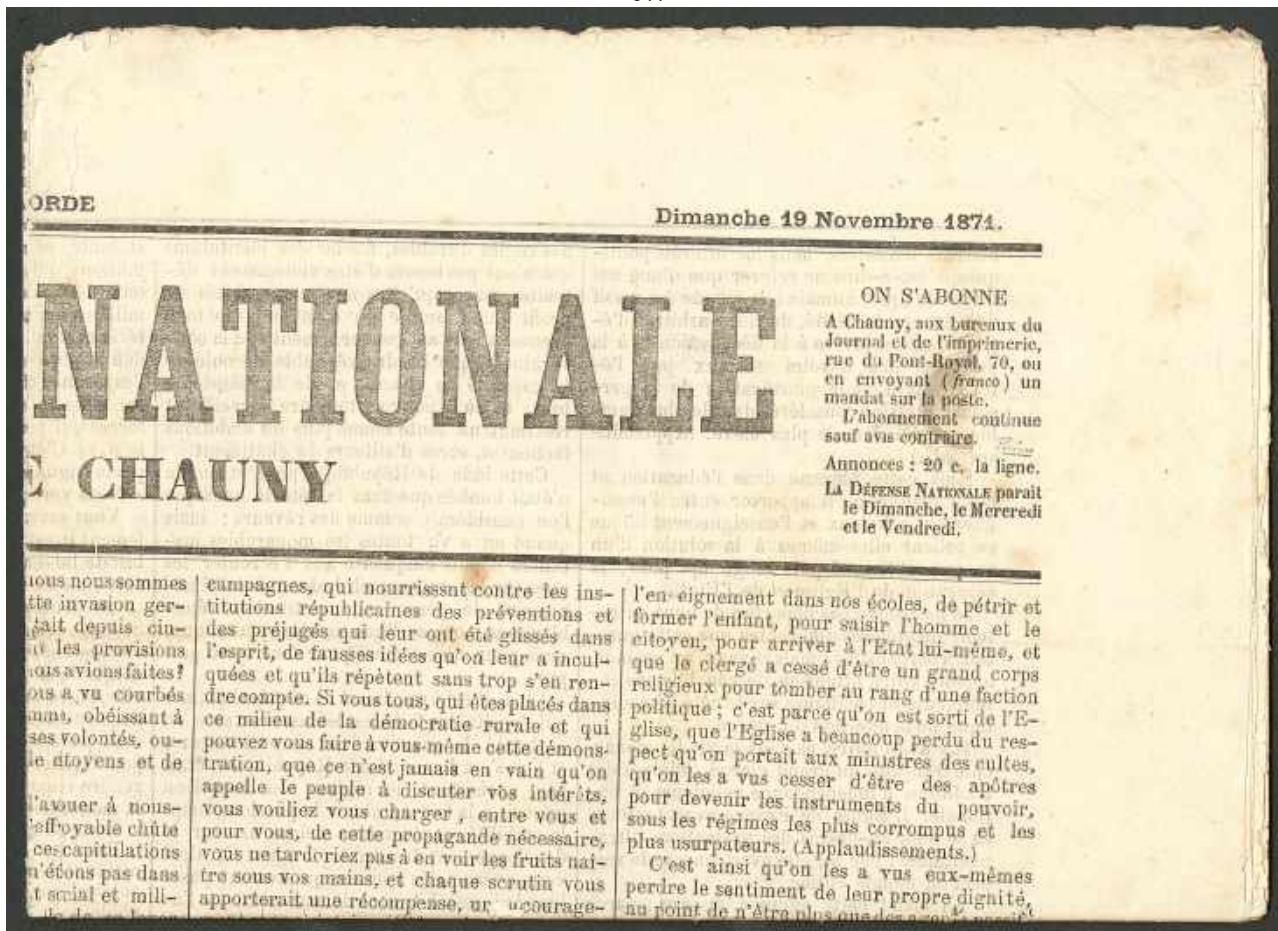 ORDE
Dimanche 19 Novembre 1871.
NATIONALE
E CHAUNY
ON S'ABONNE
A Chauny, aux bureaux du
Journal et de l'imprimerie,
rue du Pont-Royal, 70, ou
en envoyant (franco) un
mandat sur la poste.
L'abonnement continue
sauf avis contraire.
Annonces : 20 c. la ligne.
LA DÉFENSE NATIONALE parait
le Dimanche, le Mercredi
et le Vendredi.
nous nous sommes
tte invasion ger-
tait depuis cin-
les provisions
ous avions faites?
ois a vu courbés
obéissant à
ses volontés, ou-
de citoyens et de
l'avouer à nous-
effroyable chûte
ces capitulations
n'étions pas dans
t social et mili-
campagnes, qui nourrissnt contre les ins-
titutions républicaines des préventions et
des préjugés qui leur ont été glissés dans
l'esprit, de fausses idées qu'on leur a incul-
quées et qu'ils répètent sans trop s'en ren-
dre compte. Si vous tous, qui êtes placés dans
ce milieu de la démocratie rurale et qui
pouvez vous faire à vous-même cette démons-
tration, que ce n'est jamais en vain qu'on
appelle le peuple à discuter vos intérêts,
vous vouliez vous charger, entre vous et
pour vous, de cette propagande nécessaire,
vous ne tarderiez pas à en voir les fruits naî-
tre sous vos mains, et chaque scrutin vous
apporterait une récompense, un courage-
l'en eignement dans nos écoles, de pétrir et
former l'enfant, pour saisir l'homme et le
citoyen, pour arriver à l'Etat lui-même, et
que le clergé a cessé d'être un grand corps
religieux pour tomber au rang d'une faction
politique ; c'est parce qu'on est sorti de l'E-
glise, que l'Eglise a beaucoup perdu du res-
pect qu'on portait aux ministres des cultes,
qu'on les a vus cesser d'être des apôtres
pour devenir les instruments du pouvoir,
sous les régimes les plus corrompus et les
plus usurpateurs. (Applaudissements.)
C'est ainsi qu'on les a vus eux-mêmes
perdre le sentiment de leur propre dignité,
au point de n'être plus que des